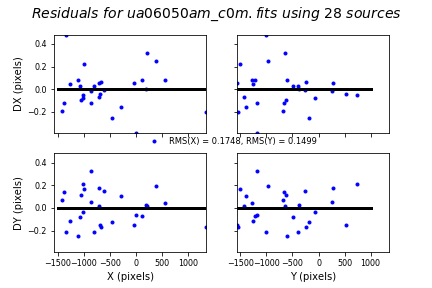 Residuals for ua06050am_c0m.fits using 28 sources
DX (pixels)
0.4
0.2
0.0
−0.2
RMS(X) = 0.1748, RMS(Y) = 0.1499
DY (pixels)
0.4
0.2
0.0
−0.2
−1500 −1000 −500 0 500 1000
−1500 −1000 −500 0 500 1000
X (pixels)
Y (pixels)